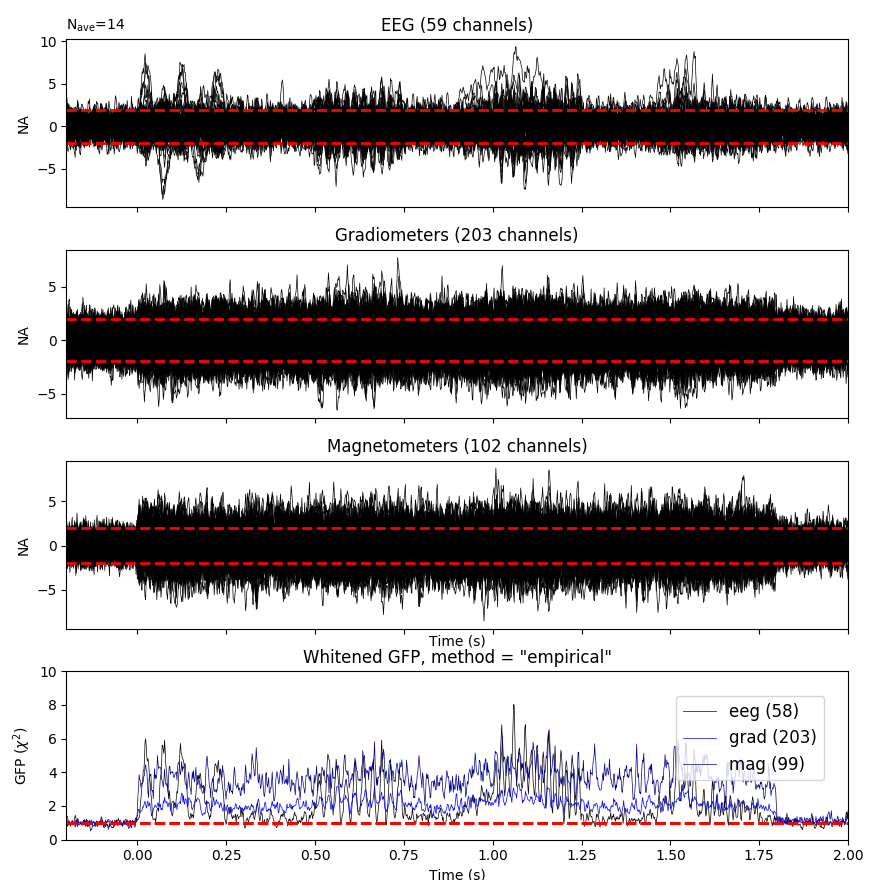 N_ave=14
EEG (59 channels)
10
5
0
−5
NA
Gradiometers (203 channels)
5
0
−5
NA
Magnetometers (102 channels)
5
0
−5
NA
Time (s)
Whitened GFP, method = "empirical"
10
8
6
4
2
0
GFP (χ²)
eeg (58)
grad (203)
mag (99)
0.00 0.25 0.50 0.75 1.00 1.25 1.50 1.75 2.00
Time (s)